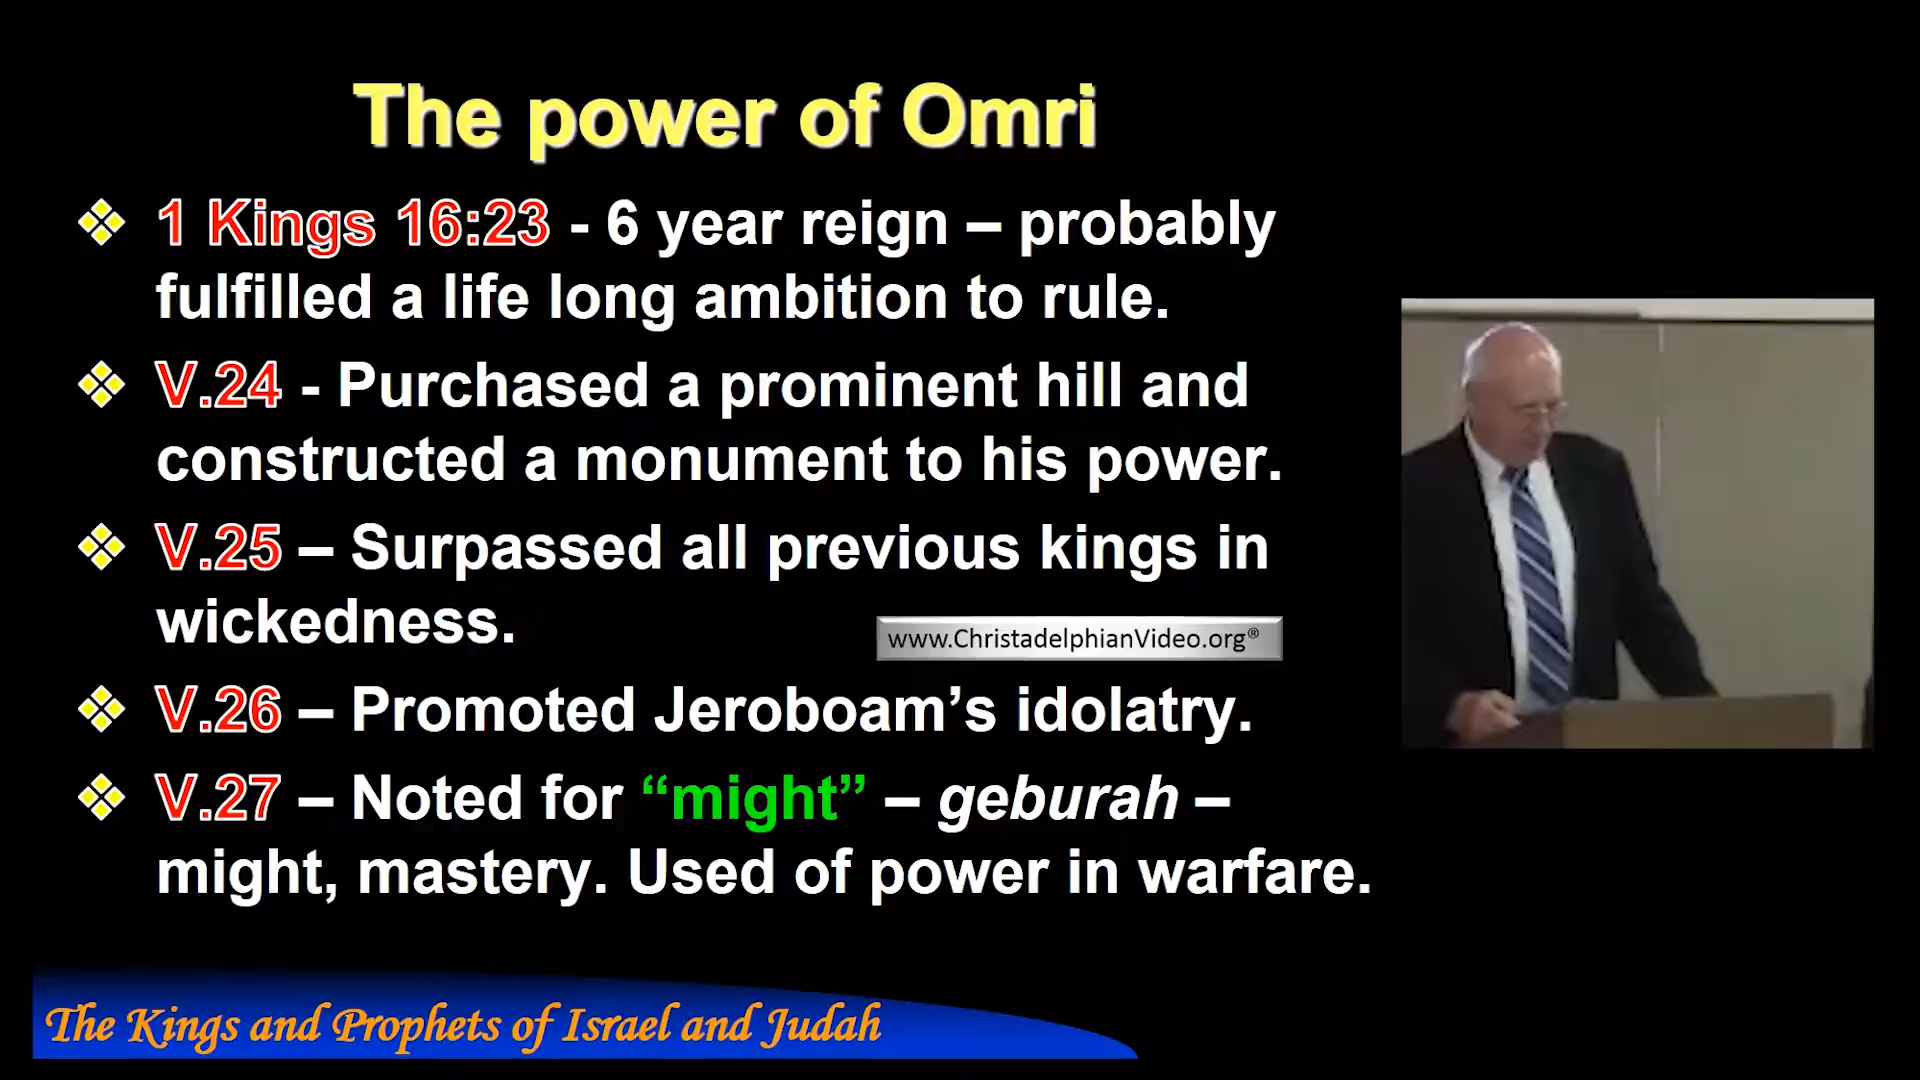 The power of Omri
1 Kings 16:23 - 6 year reign – probably
fulfilled a life long ambition to rule.
V.24 - Purchased a prominent hill and
constructed a monument to his power.
V.25 – Surpassed all previous kings in
wickedness.
www.ChristadelphianVideo.org®
V.26 – Promoted Jeroboam’s idolatry.
V.27 – Noted for “might” – geburah –
might, mastery. Used of power in warfare.
The Kings and Prophets of Israel and Judah